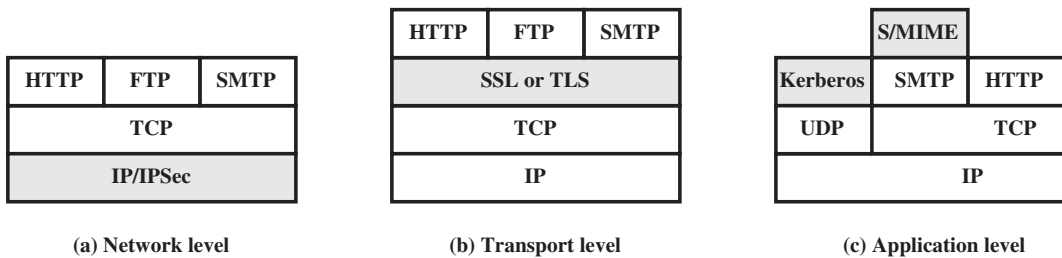 HTTP FTP SMTP
TCP
IP/IPSec
(a) Network level
HTTP FTP SMTP
SSL or TLS
TCP
IP
(b) Transport level
S/MIME
Kerberos SMTP HTTP
UDP TCP
IP
(c) Application level